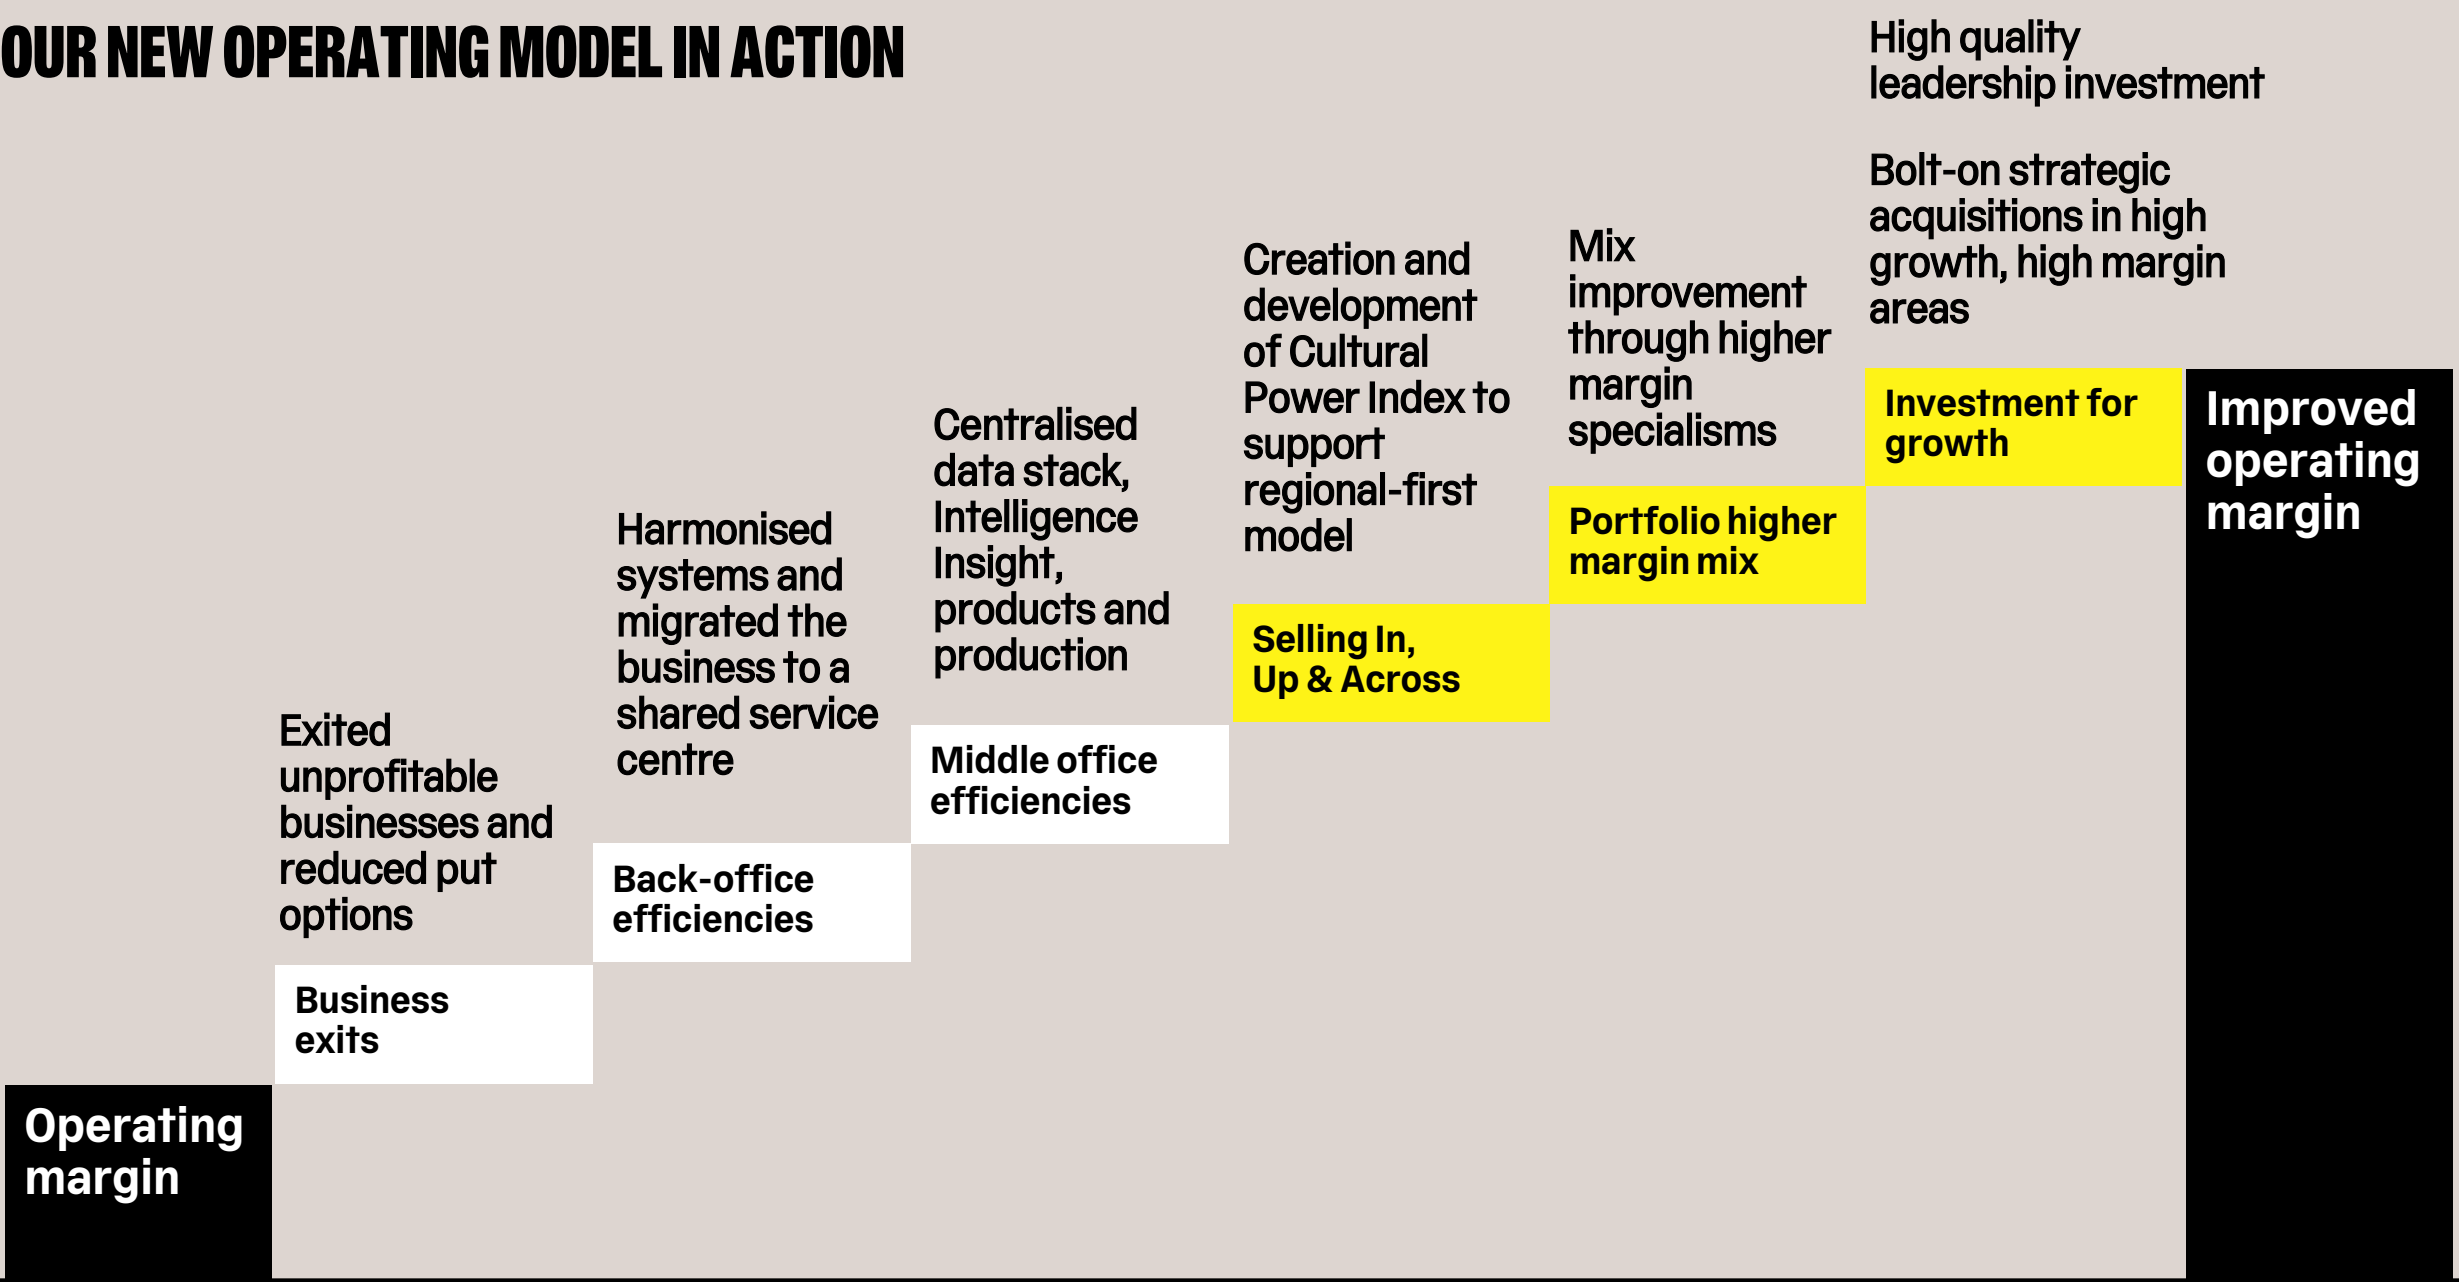 OUR NEW OPERATING MODEL IN ACTION
Operating
margin
Exited
unprofitable
businesses and
reduced put
options
Business
exits
Harmonised
systems and
migrated the
business to a
shared service
centre
Back-office
efficiencies
Centralised
data stack,
Intelligence
Insight,
products and
production
Middle office
efficiencies
Creation and
development
of Cultural
Power Index to
support
regional-first
model
Selling In,
Up & Across
Mix
improvement
through higher
margin
specialisms
Portfolio higher
margin mix
High quality
leadership investment
Bolt-on strategic
acquisitions in high
growth, high margin
areas
Investment for
growth
Improved
operating
margin